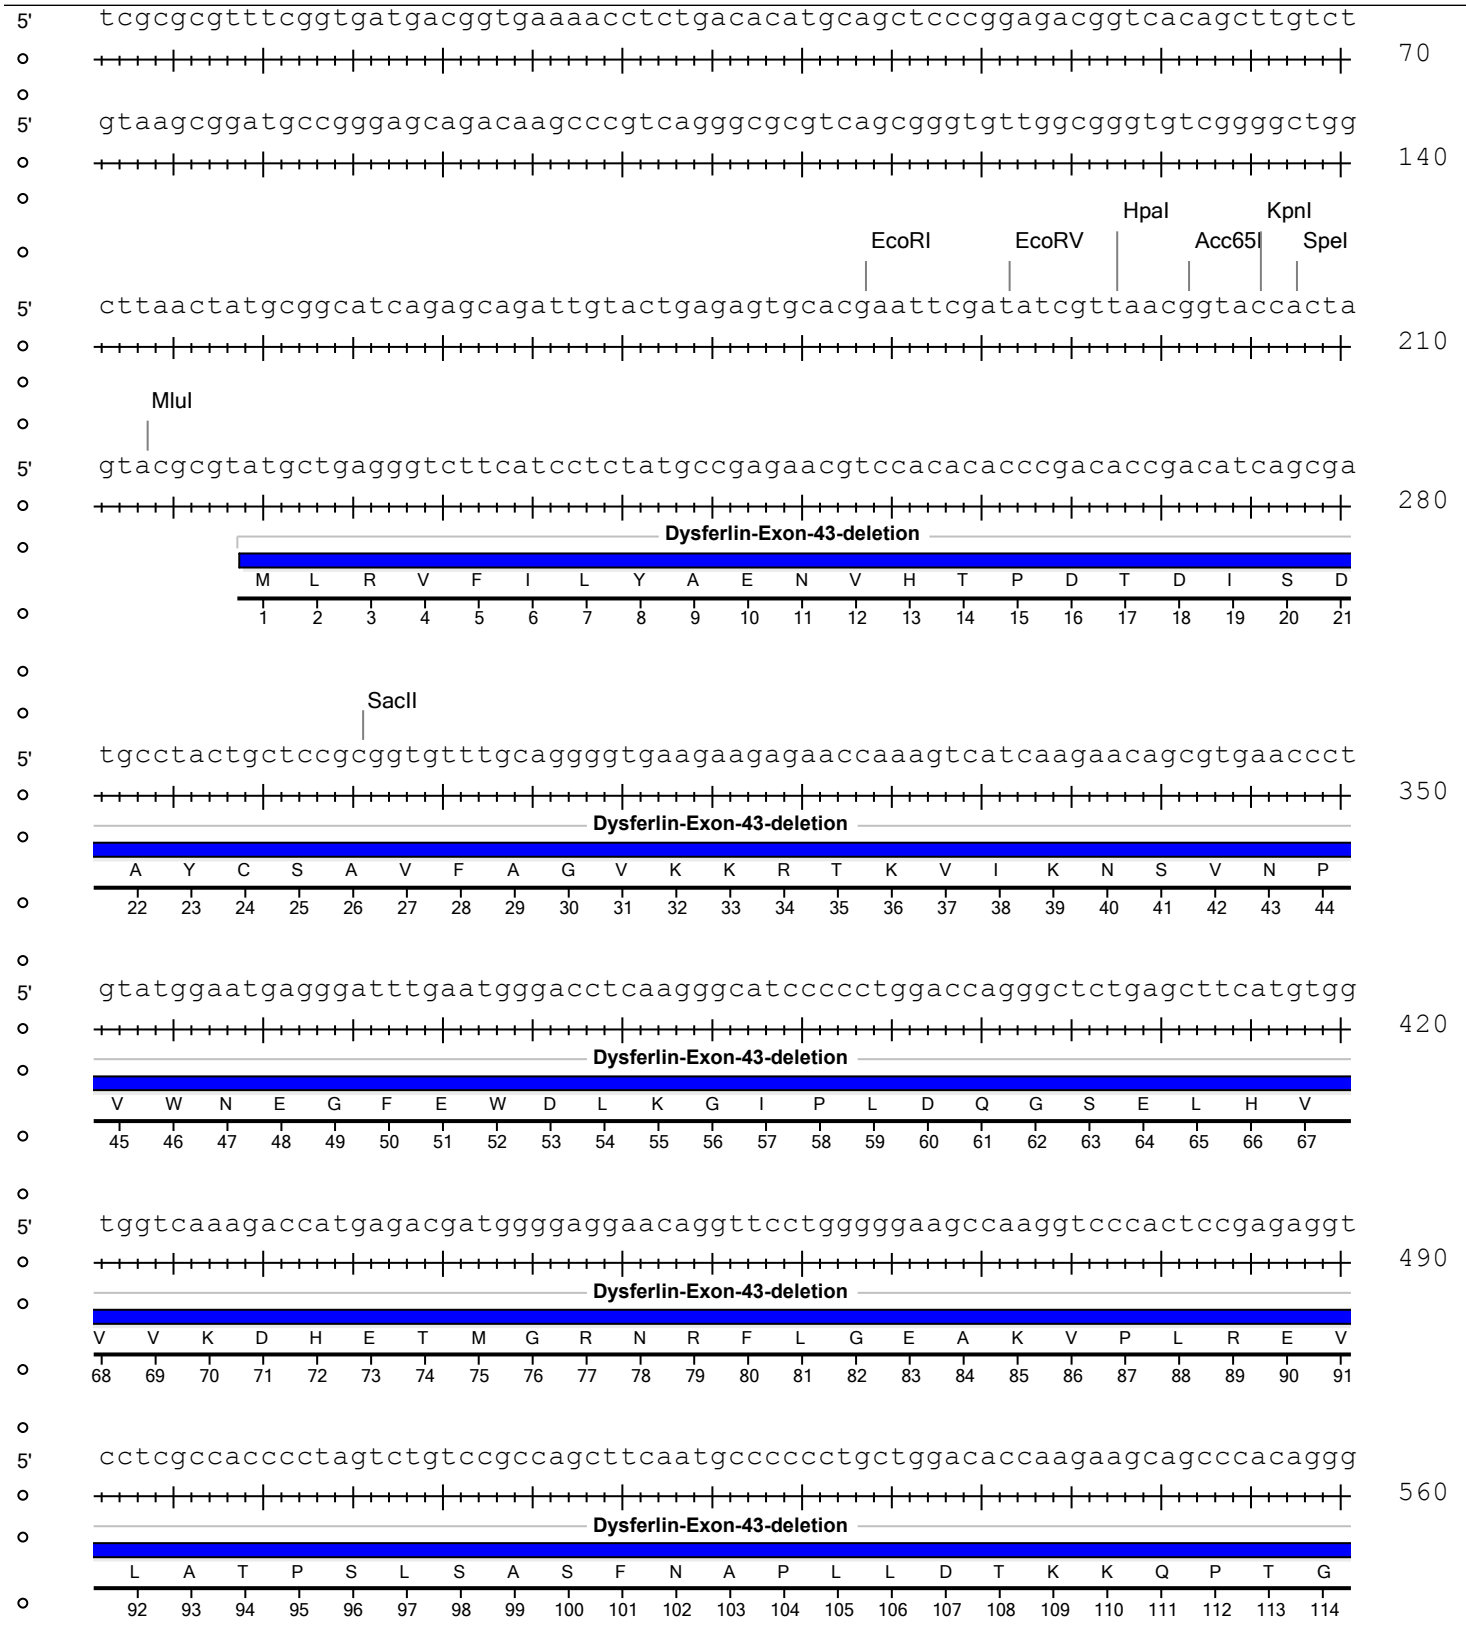 5' tcgcgcgtttcggtgatgacggtgaaaacctctgacacatgcagctcccggagacggtcacagcttgtct
70
5' gtaagcggatgccgggagcagacaagcccgtcagggcgcgtcagcgggtgttggcgggtgtcggggctgg
140
HpaI KpnI
EcoRI EcoRV Acc65I SpeI
5' cttaactatgcggcatcagagcagattgtactgagagtgcacgaattcgatatcgttaacggtaccacta
210
MluI
5' gtacgcgtatgctgagggtcttcatcctctatgccgagaacgtccacacacccgacaccgacatcagcga
280
Dysferlin-Exon-43-deletion
M L R V F I L Y A E N V H T P D T D I S D
1 2 3 4 5 6 7 8 9 10 11 12 13 14 15 16 17 18 19 20 21
SacII
5' tgcctactgctccgcggtgtttgcaggggtgaagaagagaaccaaagtcatcaagaacagcgtgaaccct
350
Dysferlin-Exon-43-deletion
A Y C S A V F A G V K K R T K V I K N S V N P
22 23 24 25 26 27 28 29 30 31 32 33 34 35 36 37 38 39 40 41 42 43 44
5' gtatggaatgagggatttgaatgggacctcaagggcatccccctggaccagggctctgagcttcatgtgg
420
Dysferlin-Exon-43-deletion
V W N E G F E W D L K G I P L D Q G S E L H V
45 46 47 48 49 50 51 52 53 54 55 56 57 58 59 60 61 62 63 64 65 66 67
5' tggtcaaagaccatgagacgatggggaggaacaggttcctgggggaagccaaggtcccactccgagaggt
490
Dysferlin-Exon-43-deletion
V V K D H E T M G R N R F L G E A K V P L R E V
68 69 70 71 72 73 74 75 76 77 78 79 80 81 82 83 84 85 86 87 88 89 90 91
5' cctcgccacccctagtctgtccgccagcttcaatgcccccctgctggacaccaagaagcagcccacaggg
560
Dysferlin-Exon-43-deletion
L A T P S L S A S F N A P L L D T K K Q P T G
92 93 94 95 96 97 98 99 100 101 102 103 104 105 106 107 108 109 110 111 112 113 114